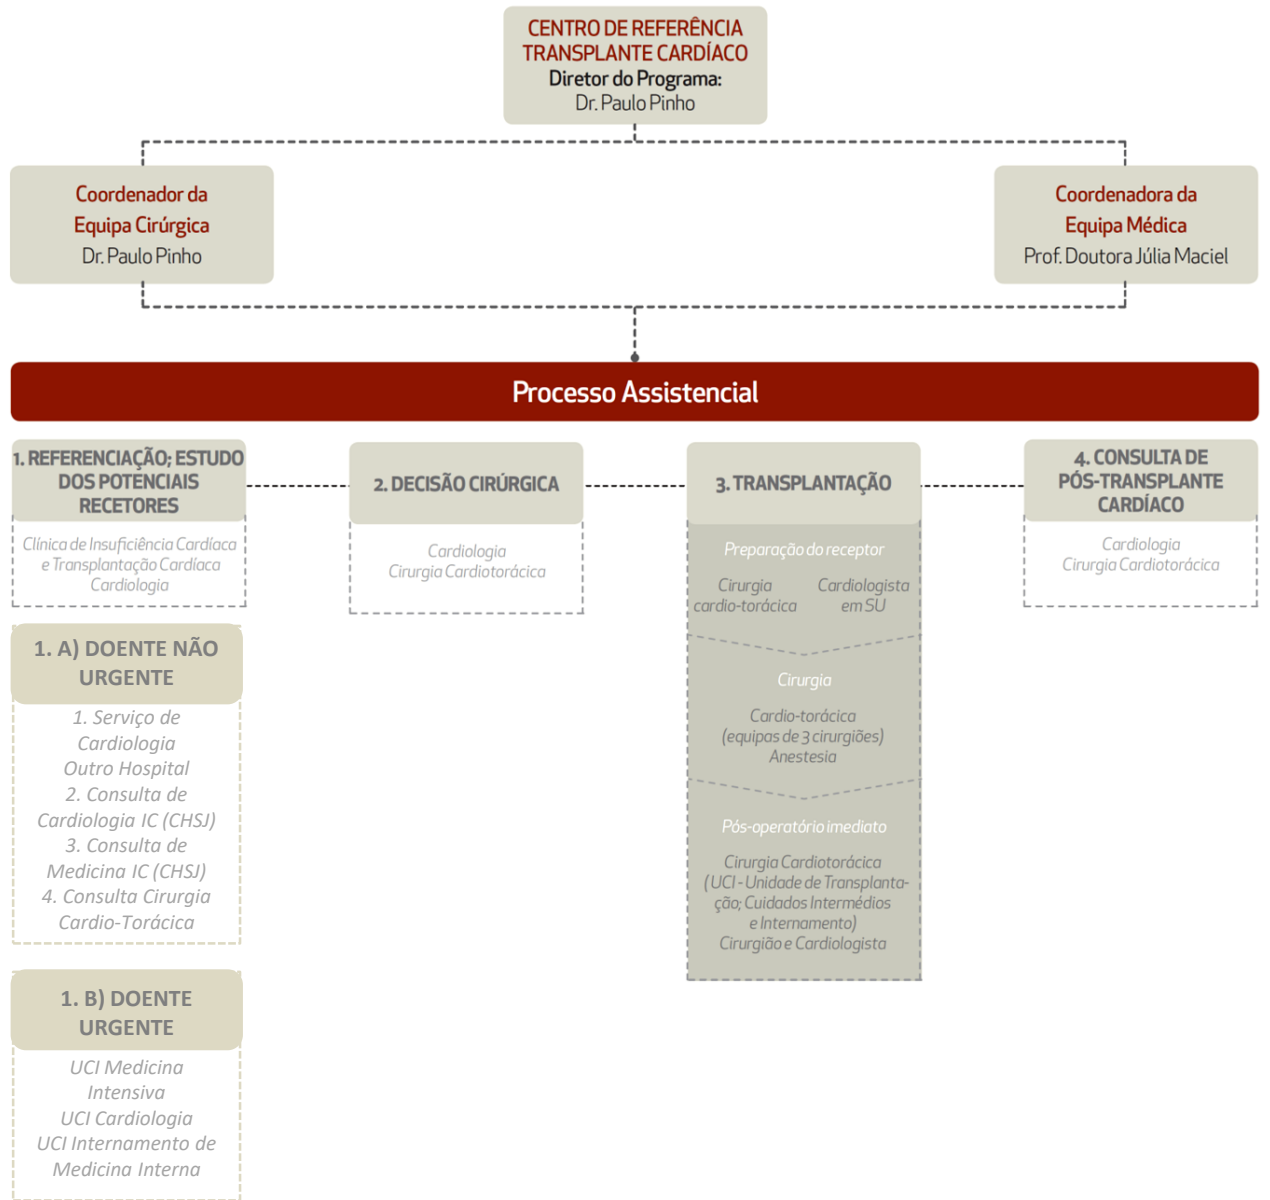 CENTRO DE REFERÊNCIA
TRANSPLANTE CARDÍACO
Diretor do Programa:
Dr. Paulo Pinho
Coordenador da
Equipa Cirúrgica
Dr. Paulo Pinho
Coordenadora da
Equipa Médica
Prof. Doutora Júlia Maciel
Processo Assistencial
1. REFERENCIAÇÃO; ESTUDO
DOS POTENCIAIS
RECETORES
Clínica de Insuficiência Cardíaca
e Transplantação Cardíaca
Cardiologia
1. A) DOENTE NÃO
URGENTE
1. Serviço de
Cardiologia
Outro Hospital
2. Consulta de
Cardiologia IC (CHSJ)
3. Consulta de
Medicina IC (CHSJ)
4. Consulta Cirurgia
Cardio-Torácica
1. B) DOENTE
URGENTE
UCI Medicina
Intensiva
UCI Cardiologia
UCI Internamento de
Medicina Interna
2. DECISÃO CIRÚRGICA
Cardiologia
Cirurgia Cardiotorácica
3. TRANSPLANTAÇÃO
Preparação do receptor
Cirurgia
cardio-torácica
Cardiologista
em SU
Cirurgia
Cardio-torácica
(equipas de 3 cirurgiões)
Anestesia
Pós-operatório imediato
Cirurgia Cardiotorácica
( UCI - Unidade de Transplanta-
ção; Cuidados Intermédios
e Internamento)
Cirurgião e Cardiologista
4. CONSULTA DE
PÓS-TRANSPLANTE
CARDÍACO
Cardiologia
Cirurgia Cardiotorácica